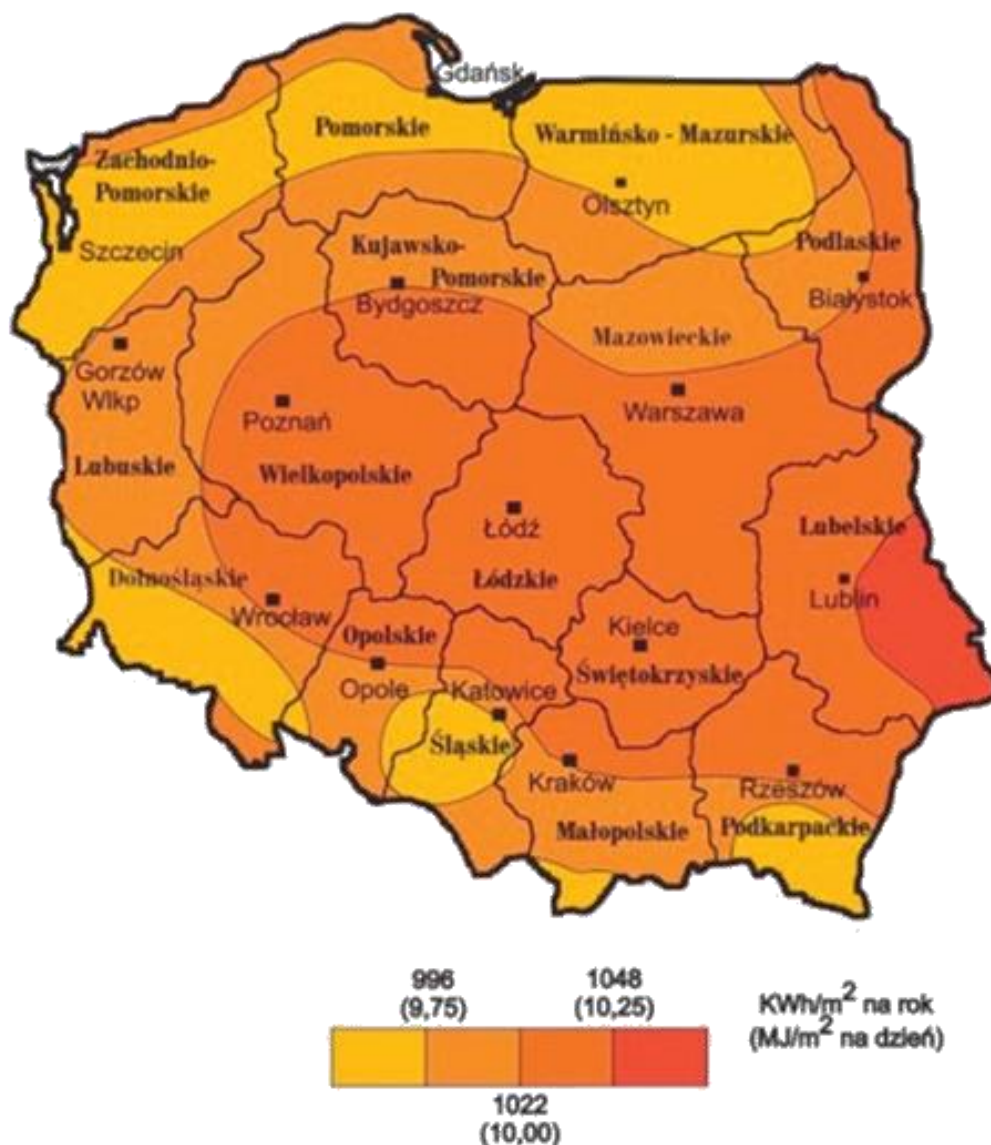 Gdańsk
Pomorskie
Warmińsko - Mazurskie
Zachodnio-
Pomorskie
Olsztyn
Szczecin
Kujawsko-
Pomorskie
Bydgoszcz
Podlaskie
Białystok
Mazowieckie
Gorzów
Wlkp
Poznań
Warszawa
Lubuskie
Wielkopolskie
Łódź
Łódzkie
Lubelskie
Lublin
Dolnośląskie
Wrocław
Opolskie
Opole
Kielce
Świętokrzyskie
Katowice
Śląskie
Kraków
Rzeszów
Małopolskie
Podkarpackie
996
(9,75)
1048
(10,25)
KWh/m² na rok
(MJ/m² na dzień)
1022
(10,00)